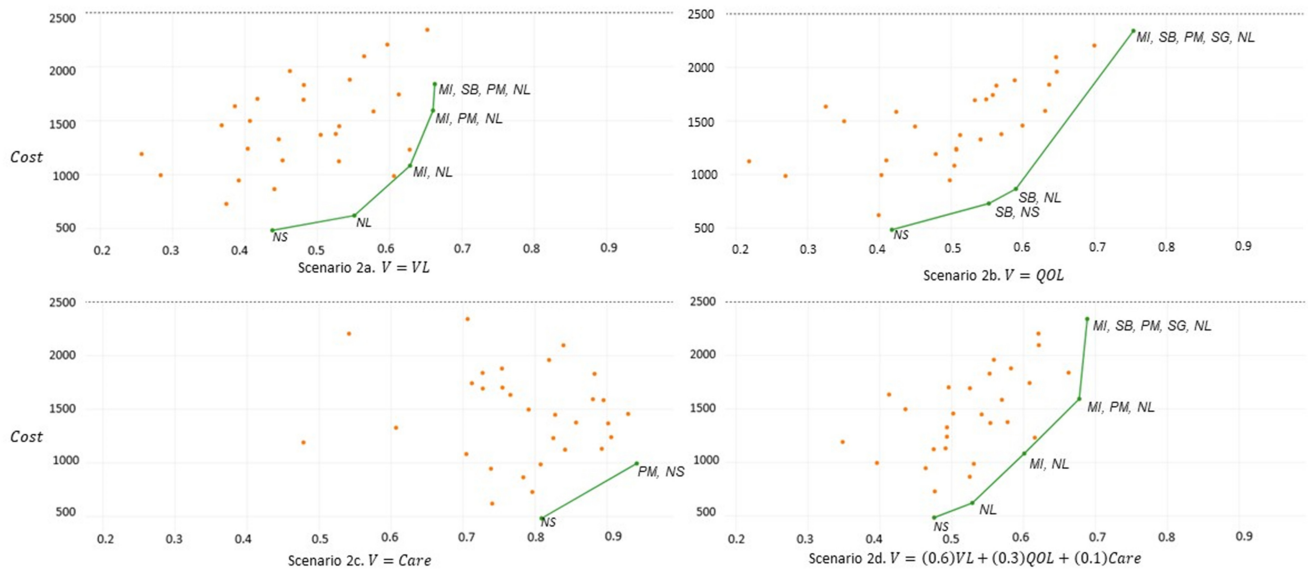 2500
2000
MI, SB, PM, NL
1500
MI, PM, NL
Cost
1000
MI, NL
500
NL
NS
0.2 0.3 0.4 0.5 0.6 0.7 0.8 0.9
Scenario 2a. V = VL
2500
MI, SB, PM, SG, NL
2000
1500
1000
SB, NL
SB, NS
500
NS
0.2 0.3 0.4 0.5 0.6 0.7 0.8 0.9
Scenario 2b. V = QOL
2500
2000
1500
Cost
1000
PM, NS
500
NS
0.2 0.3 0.4 0.5 0.6 0.7 0.8 0.9
Scenario 2c. V = Care
2500
MI, SB, PM, SG, NL
2000
1500
MI, PM, NL
1000
MI, NL
500
NL
NS
0.2 0.3 0.4 0.5 0.6 0.7 0.8 0.9
Scenario 2d. V = (0.6)VL + (0.3)QOL + (0.1)Care